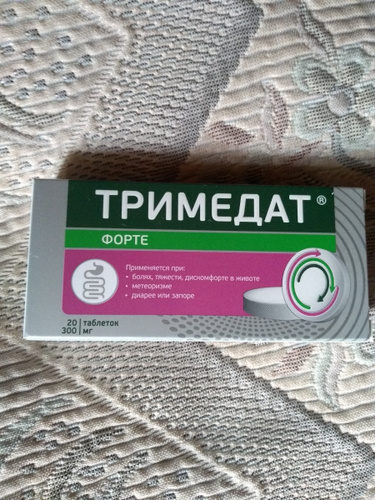 ТРИМЕДАТ®
ФОРТЕ
Применяется при:
• болях, тяжести, дискомфорте в животе
• метеоризме
• диарее или запоре
20 таблеток
300 мг